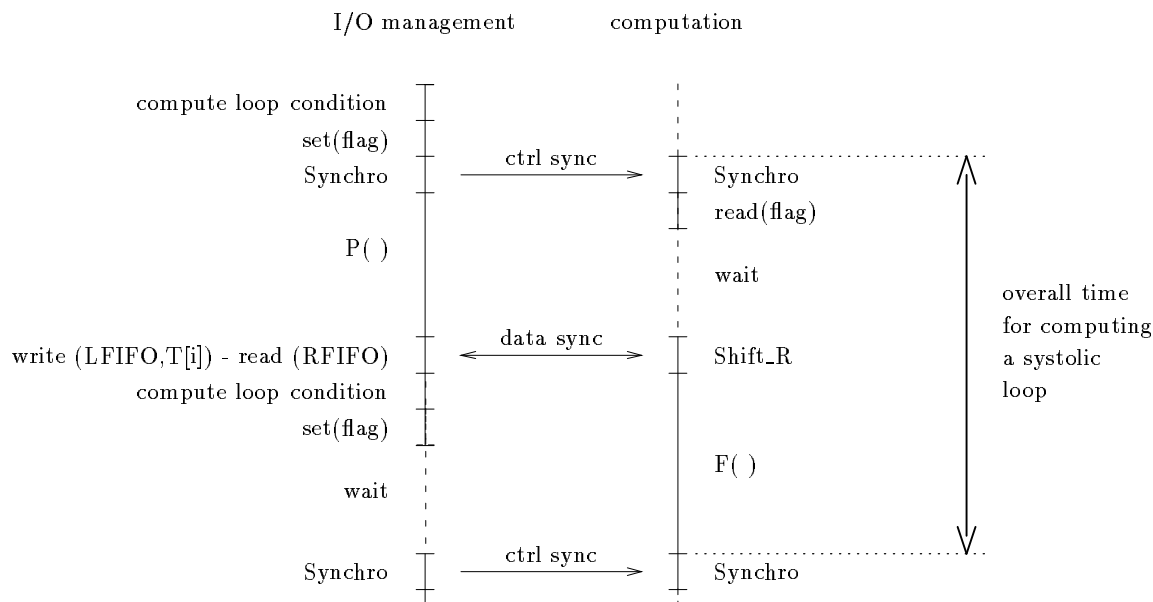 I/O management computation
compute loop condition
set(flag)
Synchro ctrl sync Synchro
read(flag)
P( )
wait
overall time
for computing
a systolic
loop
write (LFIFO,T[i]) - read (RFIFO) data sync Shift_R
compute loop condition
set(flag)
F( )
wait
Synchro ctrl sync Synchro